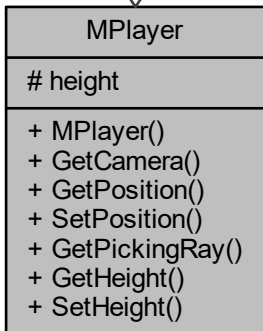 MPlayer
# height
+ MPlayer()
+ GetCamera()
+ GetPosition()
+ SetPosition()
+ GetPickingRay()
+ GetHeight()
+ SetHeight()